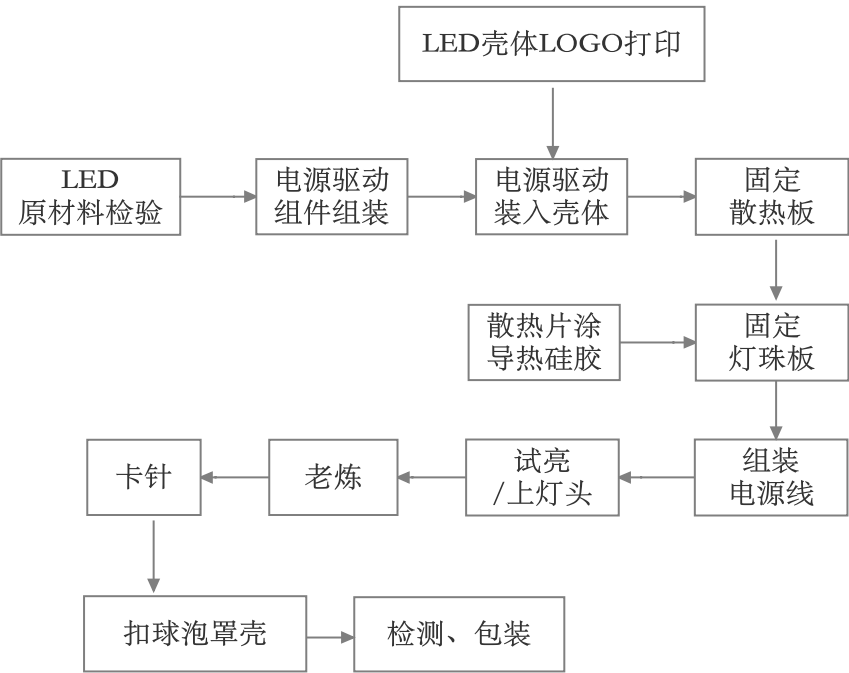 LED壳体LOGO打印
LED
原材料检验
电源驱动
组件组装
电源驱动
装入壳体
固定
散热板
散热片涂
导热硅胶
固定
灯珠板
卡针
老炼
试亮
/上灯头
组装
电源线
扣球泡罩壳
检测、包装